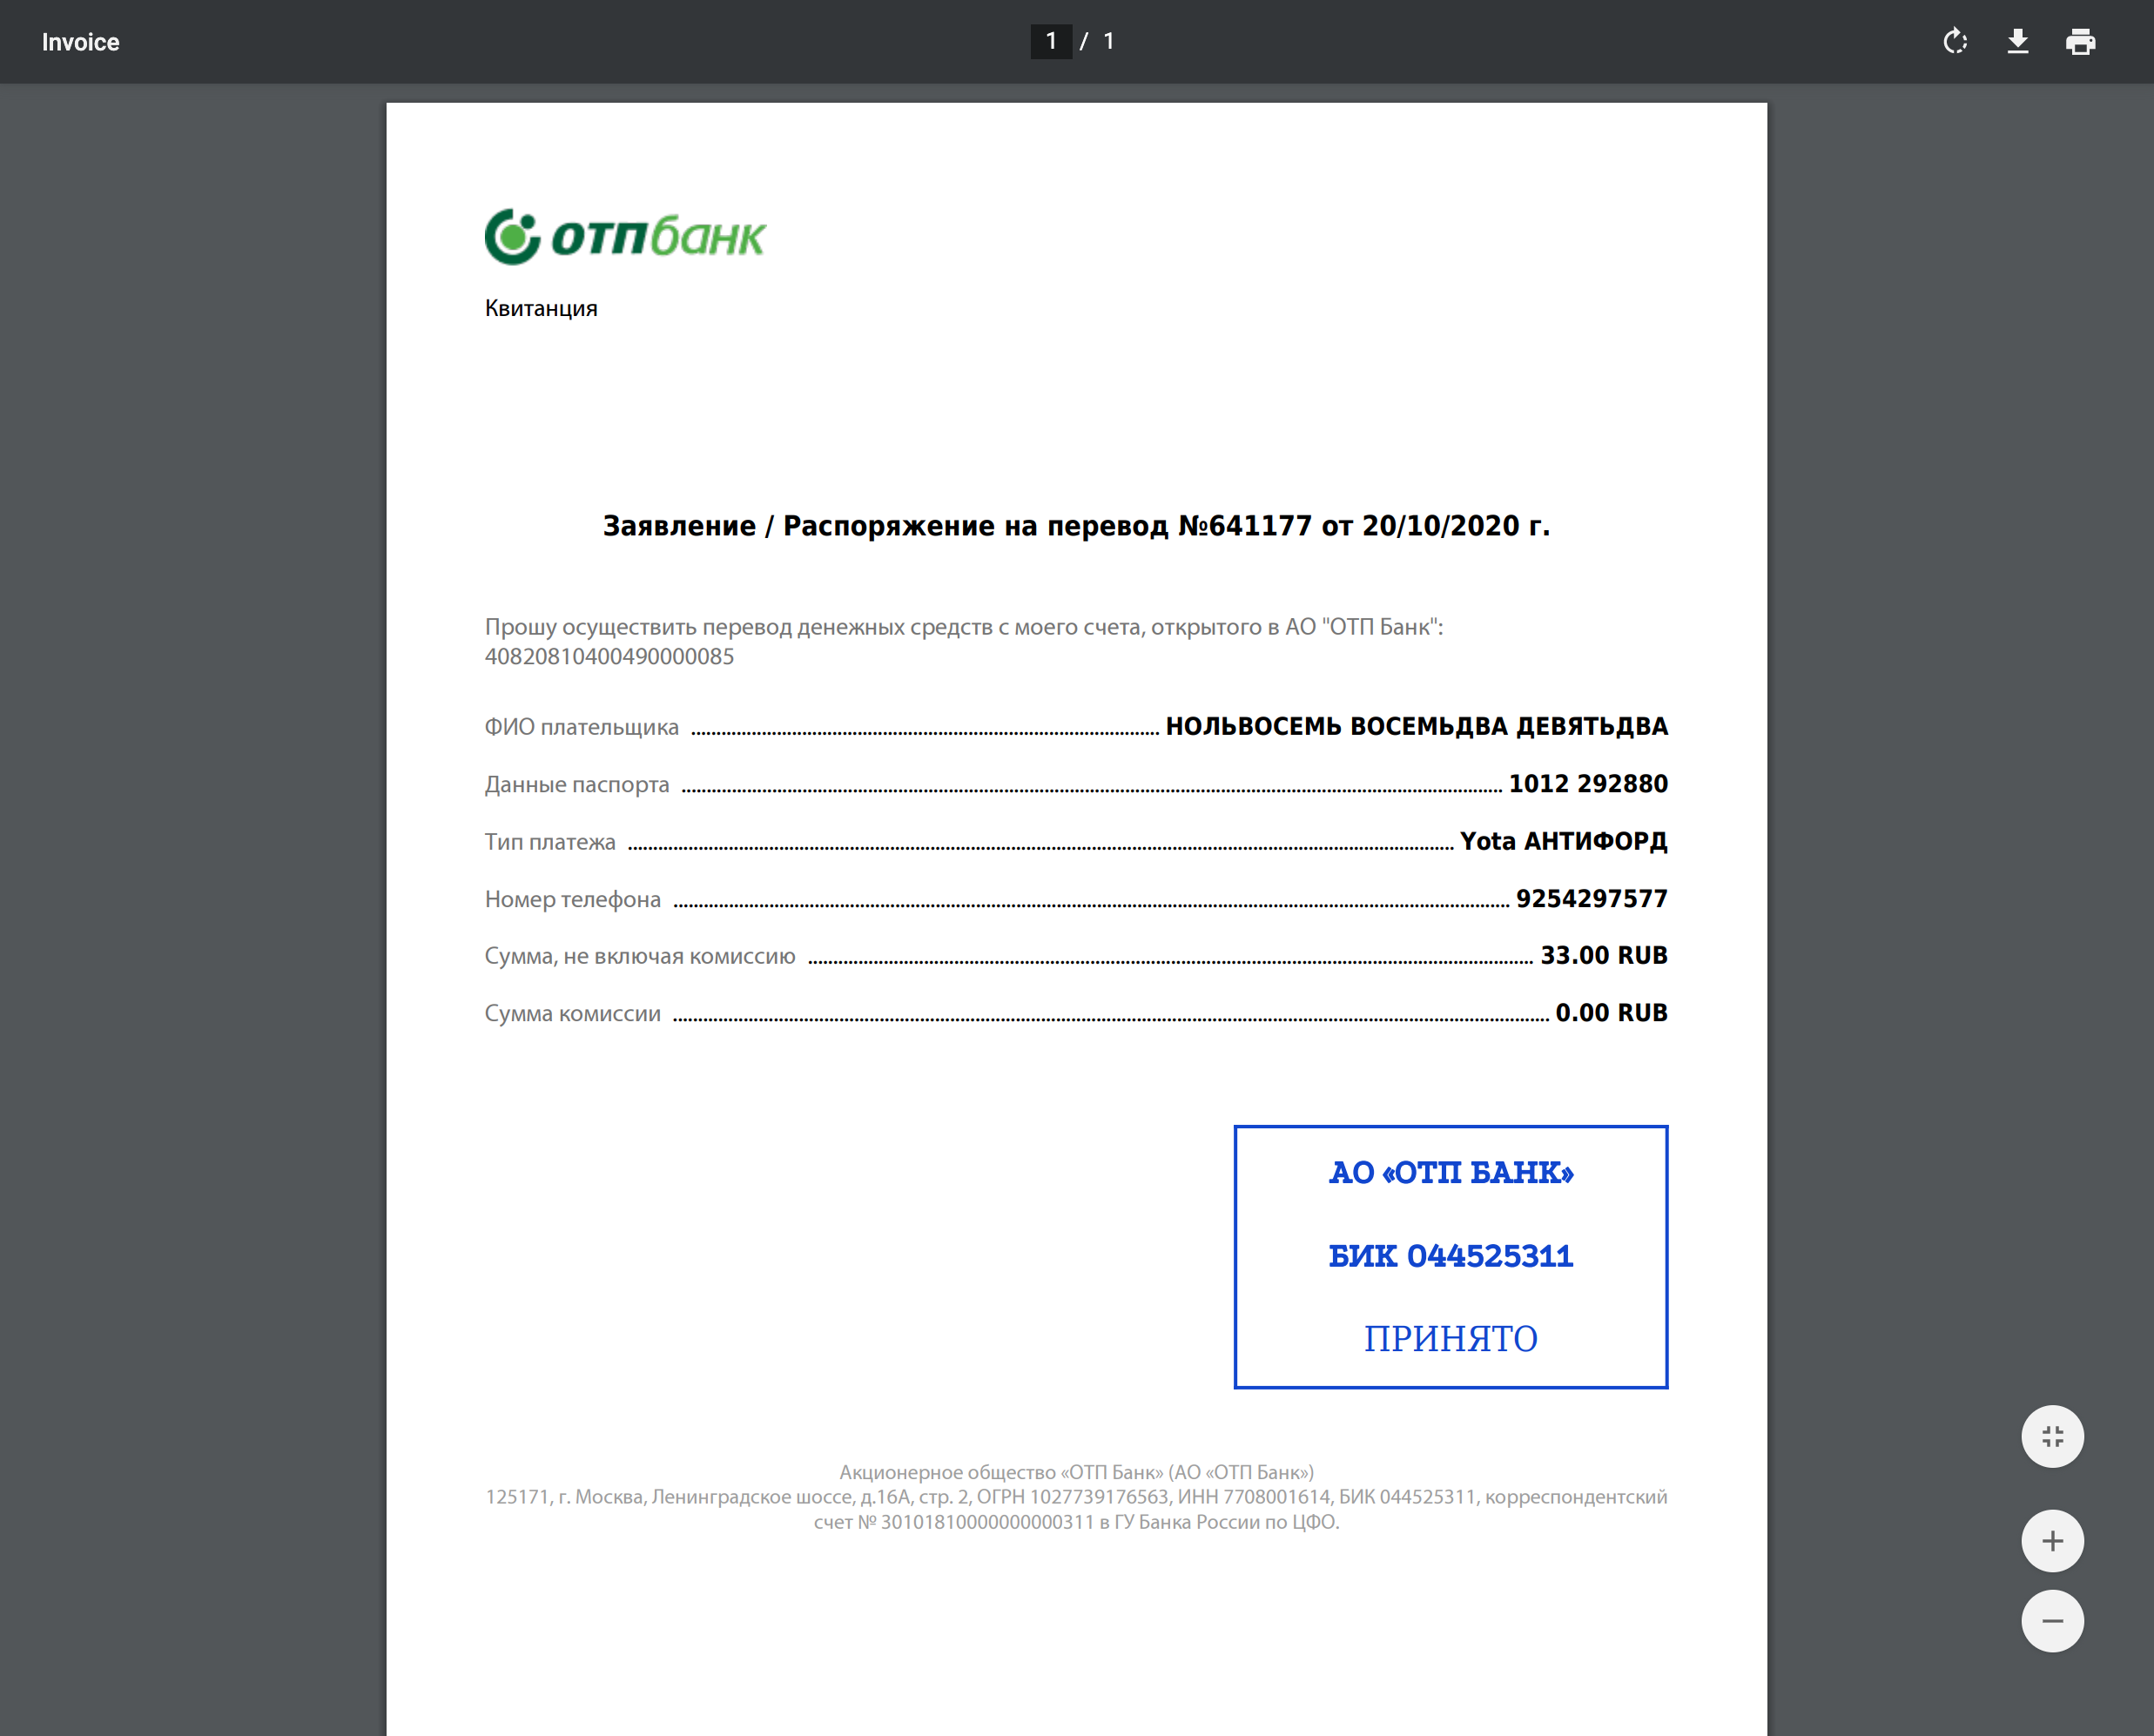 Invoice
1 / 1
отпбанк
Квитанция
Заявление / Распоряжение на перевод №641177 от 20/10/2020 г.
Прошу осуществить перевод денежных средств с моего счета, открытого в АО "ОТП Банк":
40820810400490000085
ФИО плательщика НОЛЬВОСЕМЬ ВОСЕМЬДВА ДЕВЯТЬДВА
Данные паспорта 1012 292880
Тип платежа Yota АНТИФОРД
Номер телефона 9254297577
Сумма, не включая комиссию 33.00 RUB
Сумма комиссии 0.00 RUB
АО «ОТП БАНК»
БИК 044525311
ПРИНЯТО
Акционерное общество «ОТП Банк» (АО «ОТП Банк»)
125171, г. Москва, Ленинградское шоссе, д.16А, стр. 2, ОГРН 1027739176563, ИНН 7708001614, БИК 044525311, корреспондентский
счет № 30101810000000000311 в ГУ Банка России по ЦФО.